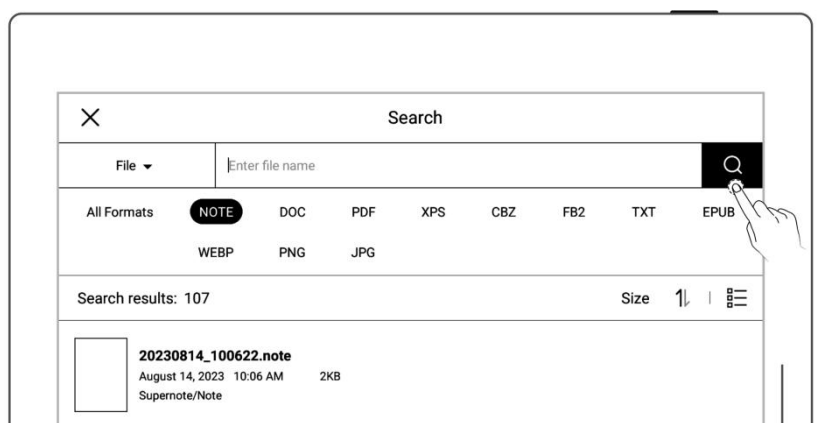 Search
File Enter file name
All Formats NOTE DOC PDF XPS CBZ FB2 TXT EPUB
WEBP PNG JPG
Search results: 107 Size
20230814_100622.note
August 14, 2023 10:06 AM 2KB
Supernote/Note